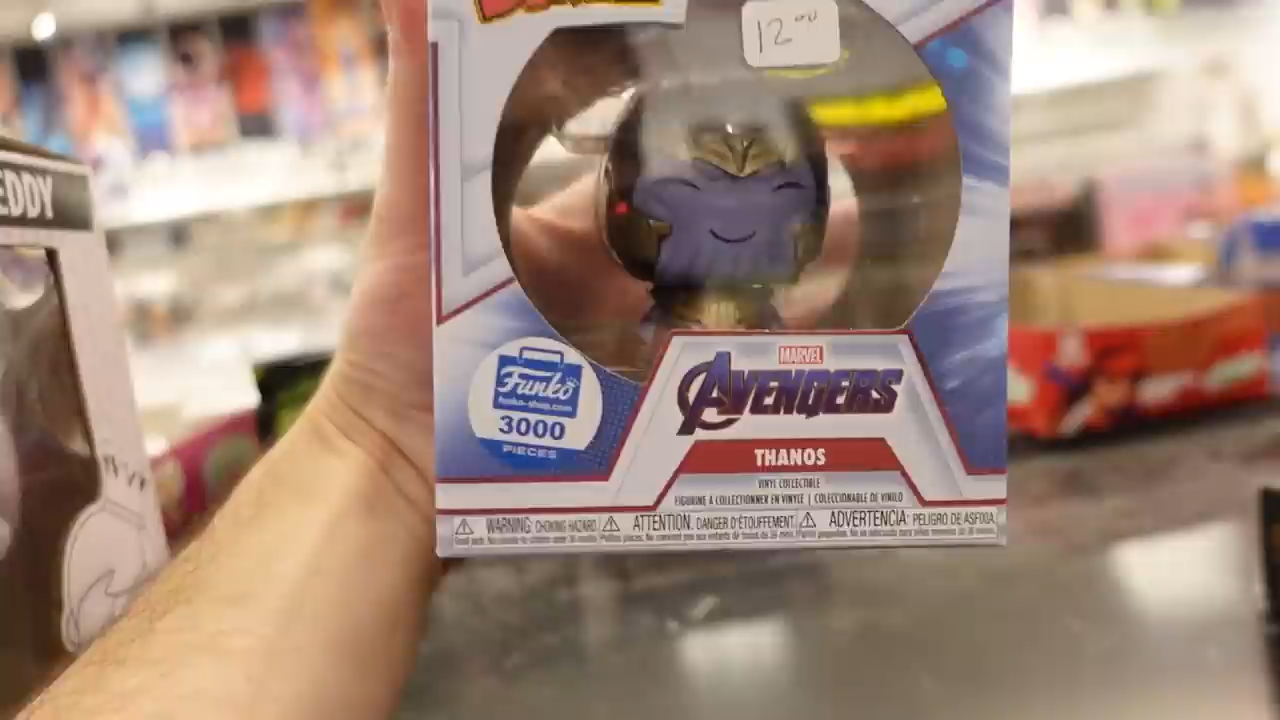 12⁰⁰
EDDY
MARVEL
AVENGERS
THANOS
VINYL COLLECTIBLE
FIGURINE À COLLECTIONNER EN VINYLE | COLECCIONABLE DE VINILO
Funko
funko-shop.com
3000
PIECES
WARNING: CHOKING HAZARD.
ATTENTION. DANGER D'ÉTOUFFEMENT.
ADVERTENCIA: PELIGRO DE ASFIXIA.